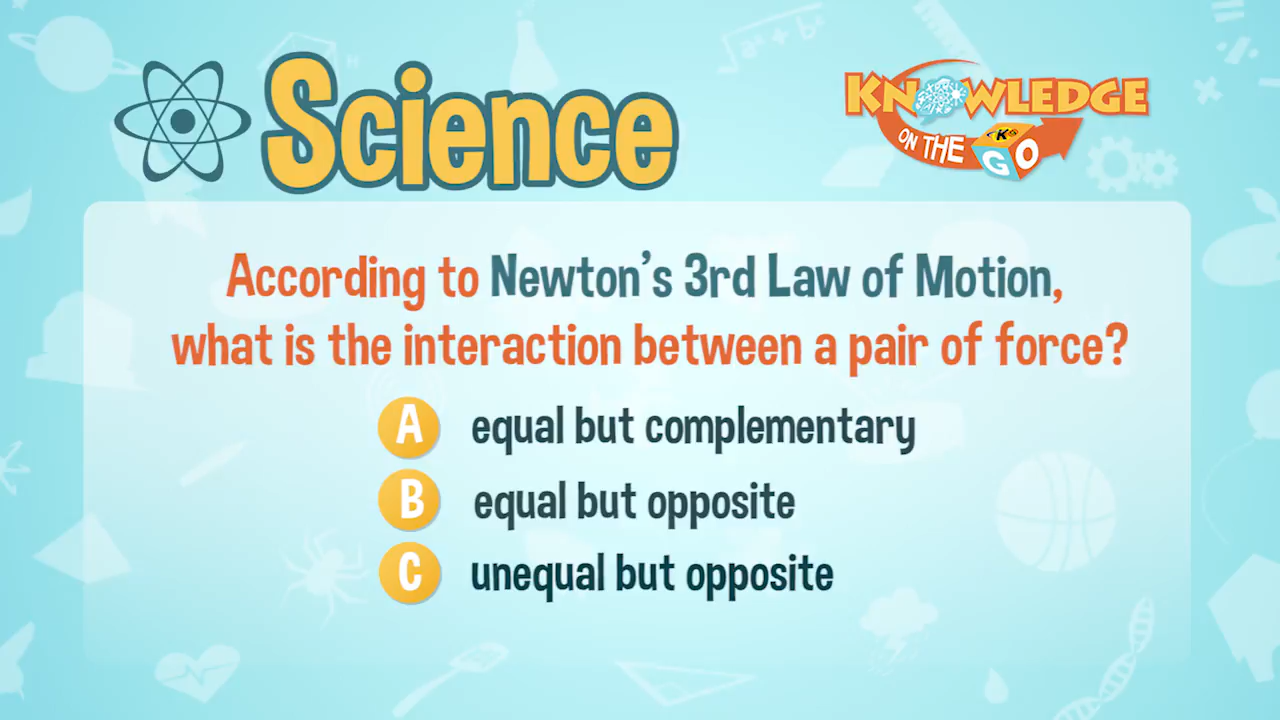 Science
KNOWLEDGE
ON THE GO
According to Newton's 3rd Law of Motion,
what is the interaction between a pair of force?
A equal but complementary
B equal but opposite
C unequal but opposite